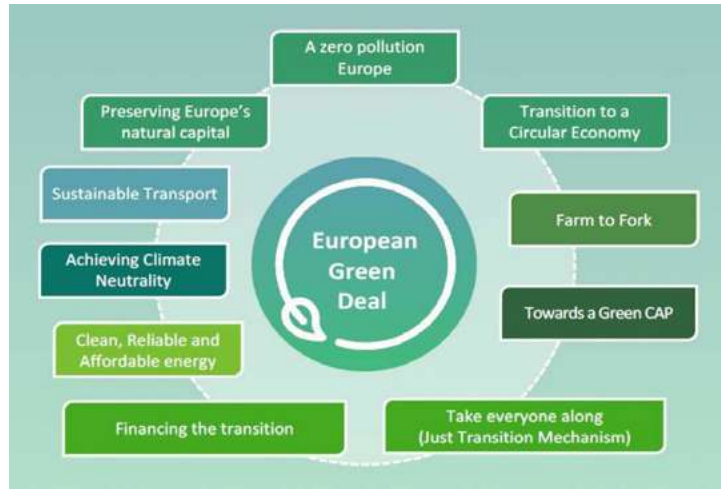 A zero pollution
Europe
Preserving Europe's
natural capital
Transition to a
Circular Economy
Sustainable Transport
Farm to Fork
European
Green
Deal
Achieving Climate
Neutrality
Towards a Green CAP
Clean, Reliable and
Affordable energy
Financing the transition
Take everyone along
(Just Transition Mechanism)